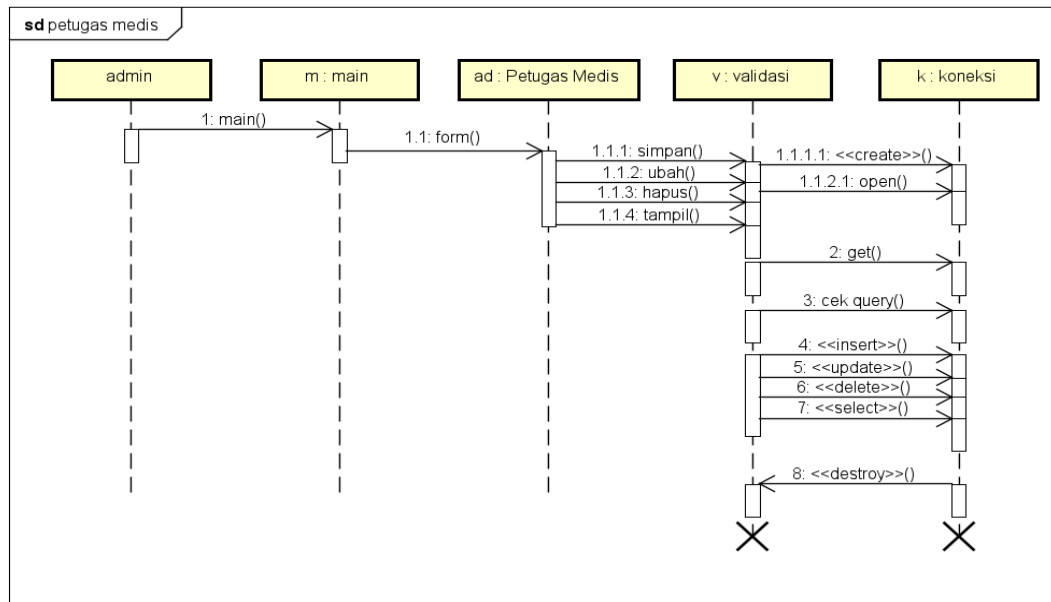 sd petugas medis
admin
m : main
ad : Petugas Medis
v : validasi
k : koneksi
1: main()
1.1: form()
1.1.1: simpan()
1.1.1.1: <<create>>()
1.1.2: ubah()
1.1.2.1: open()
1.1.3: hapus()
1.1.4: tampil()
2: get()
3: cek query()
4: <<insert>>()
5: <<update>>()
6: <<delete>>()
7: <<select>>()
8: <<destroy>>()